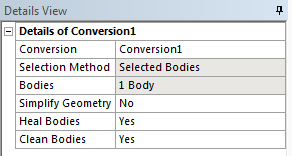 Details View
Details of Conversion1
Conversion Conversion1
Selection Method Selected Bodies
Bodies 1 Body
Simplify Geometry No
Heal Bodies Yes
Clean Bodies Yes